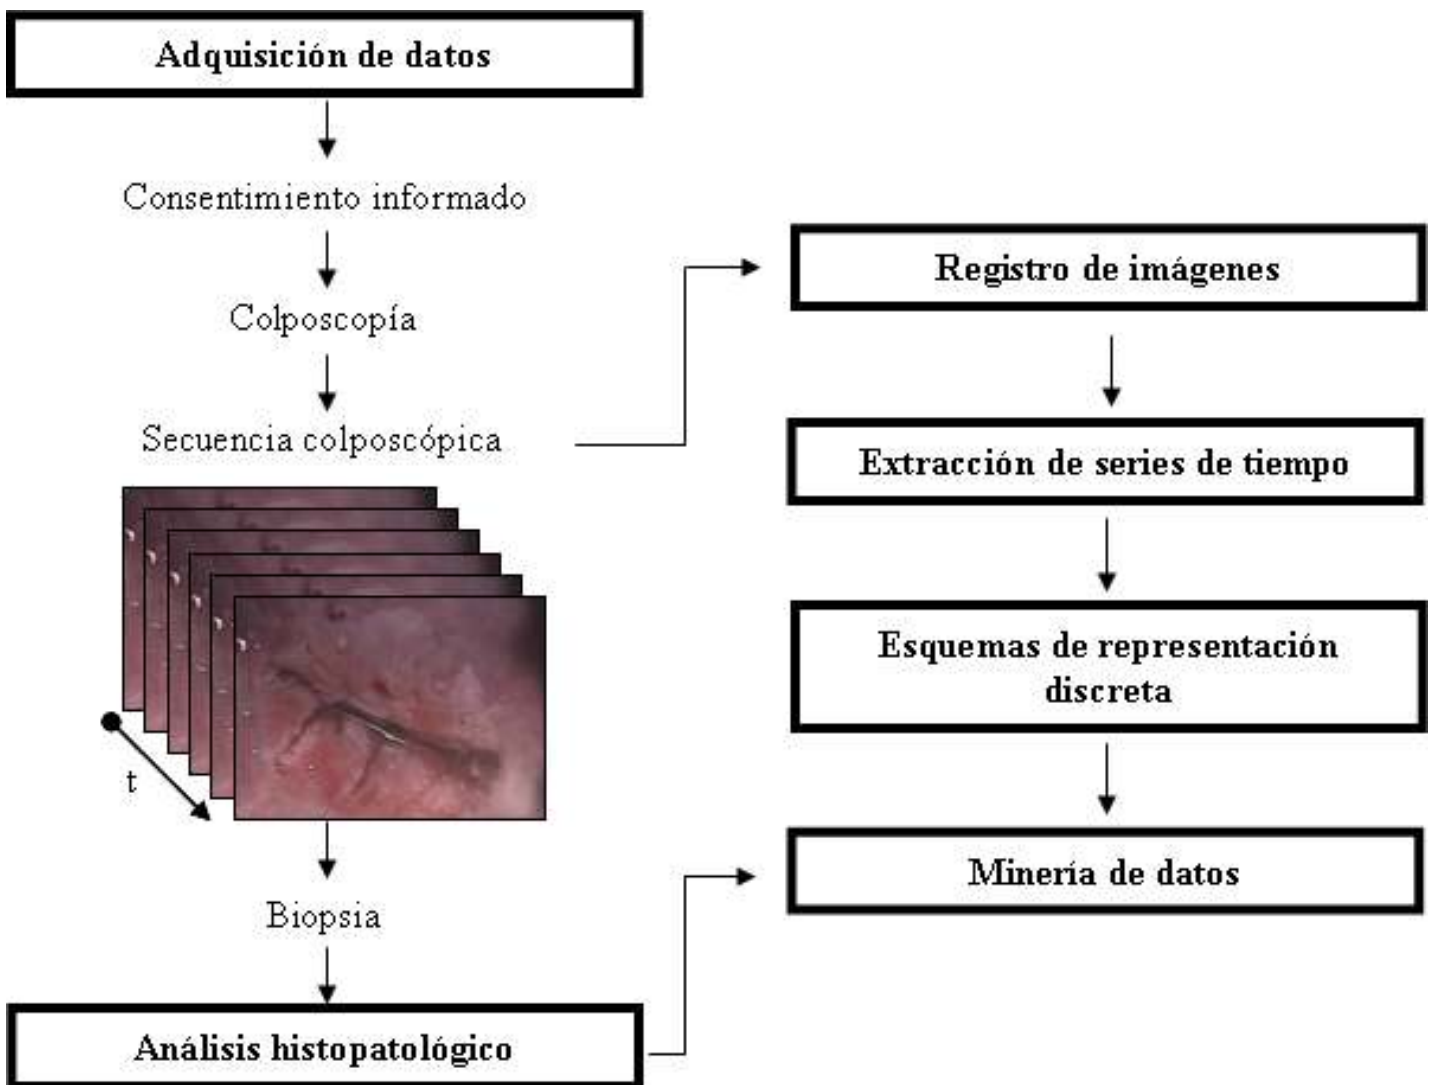 Adquisición de datos
Consentimiento informado
Colposcopía
Secuencia colposcópica
t
Biopsia
Análisis histopatológico
Registro de imágenes
Extracción de series de tiempo
Esquemas de representación
discreta
Minería de datos